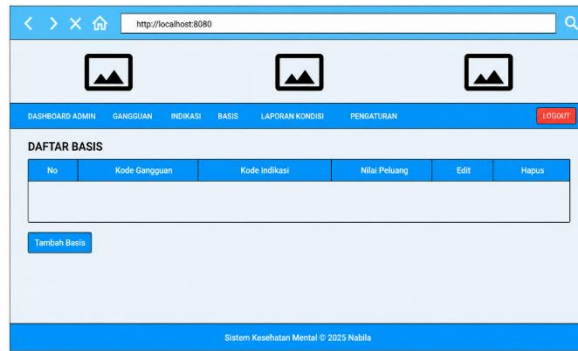 http://localhost:8080
DASHBOARD ADMIN GANGGUAN INDIKASI BASIS LAPORAN KONDISI PENGATURAN LOGOUT
DAFTAR BASIS
No Kode Gangguan Kode Indikasi Nilai Peluang Edit Hapus
Tambah Basis
Sistem Kesehatan Mental © 2025 Nabila